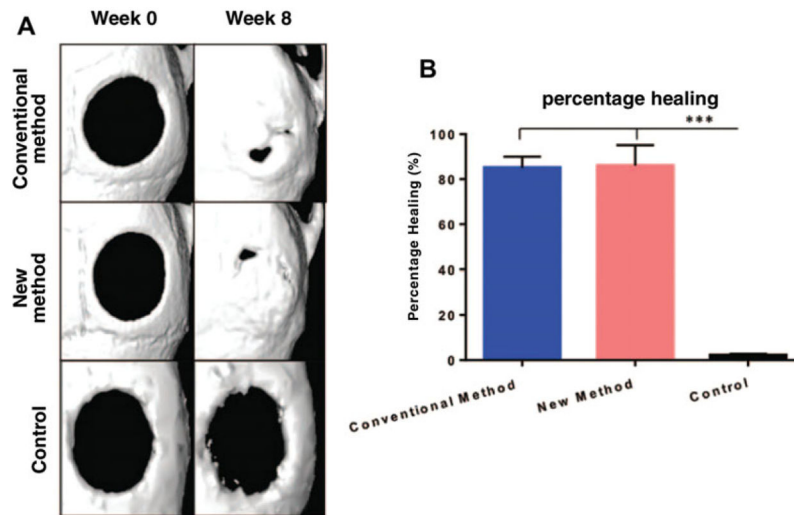 A
Week 0
Week 8
Conventional
method
New
method
Control
B
percentage healing
***
Percentage Healing (%)
100
80
60
40
20
0
Conventional Method
New Method
Control